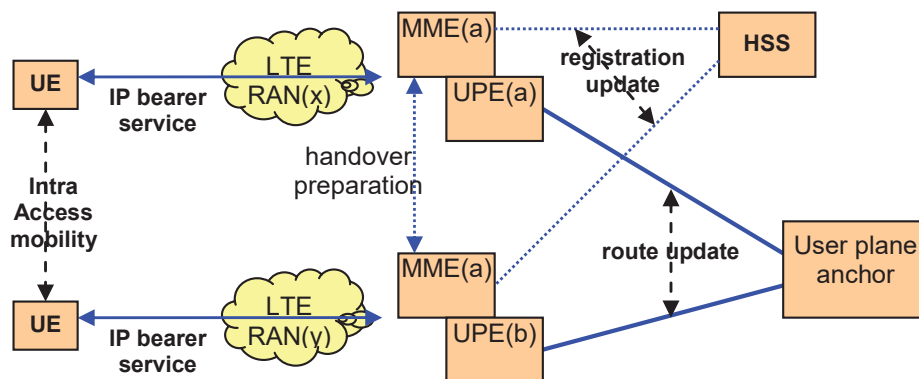 MME(a)
HSS
UE
LTE
RAN(x)
registration
update
IP bearer
service
UPE(a)
handover
preparation
Intra
Access
mobility
MME(a)
route update
User plane
anchor
UE
LTE
RAN(y)
IP bearer
service
UPE(b)